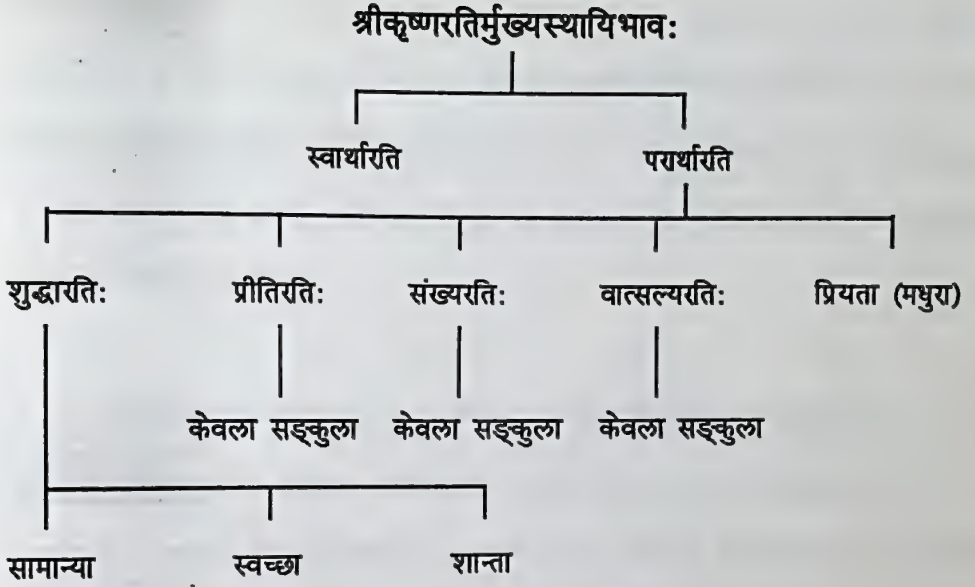 श्रीकृष्णरतिर्मुख्यस्थायिभावः
स्वार्थारति परार्थारति
शुद्धारतिः प्रीतिरतिः संख्यरतिः वात्सल्यरतिः प्रियता (मधुरा)
केवला सङ्कुला केवला सङ्कुला केवला सङ्कुला
सामान्या स्वच्छा शान्ता